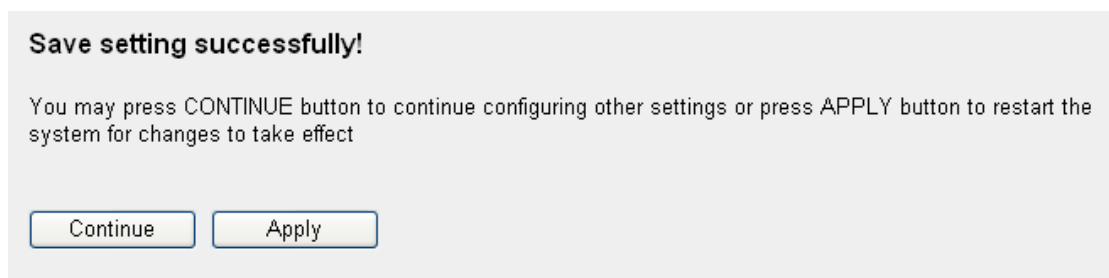 Save setting successfully!
You may press CONTINUE button to continue configuring other settings or press APPLY button to restart the
system for changes to take effect
Continue
Apply